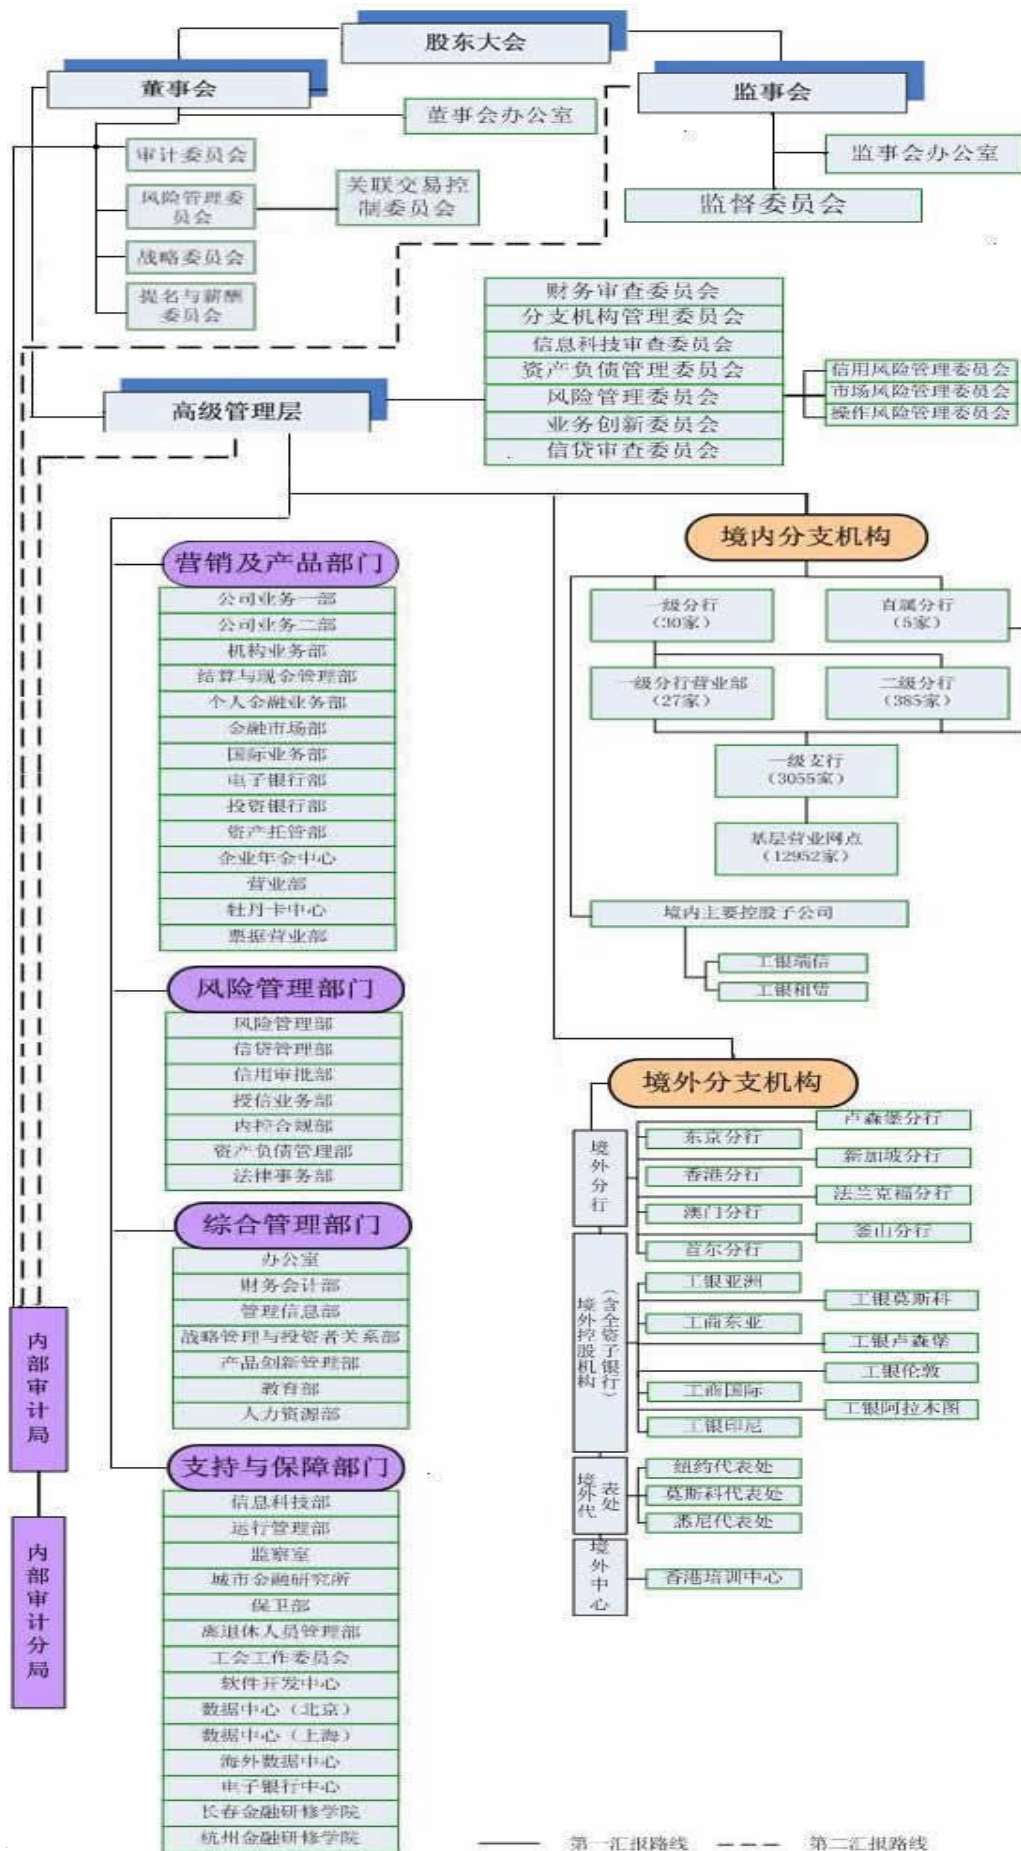 股东大会
董事会
监事会
董事会办公室
审计委员会
监事会办公室
风险管理委
员会
关联交易控
制委员会
监督委员会
战略委员会
提名与薪酬
委员会
财务审查委员会
分支机构管理委员会
信息科技审查委员会
资产负债管理委员会
风险管理委员会
业务创新委员会
信贷审查委员会
信用风险管理委员会
市场风险管理委员会
操作风险管理委员会
高级管理层
营销及产品部门
公司业务一部
公司业务二部
机构业务部
结算与现金管理部
个人金融业务部
金融市场部
国际业务部
电子银行部
投资银行部
资产托管部
企业年金中心
营业部
牡丹卡中心
票据营业部
风险管理部门
风险管理部
信贷管理部
信用审批部
授信业务部
内控合规部
资产负债管理部
法律事务部
综合管理部门
办公室
财务会计部
管理信息部
战略管理与投资者关系部
产品创新管理部
教育部
人力资源部
支持与保障部门
信息科技部
运行管理部
监察室
城市金融研究所
保卫部
离退休人员管理部
工会工作委员会
软件开发中心
数据中心（北京）
数据中心（上海）
海外数据中心
电子银行中心
长春金融研修学院
杭州金融研修学院
内部审计局
内部审计分局
境内分支机构
一级分行
（30家）
直属分行
（5家）
一级分行营业部
（27家）
二级分行
（385家）
一级支行
（3055家）
基层营业网点
（12952家）
境内主要控股子公司
工银瑞信
工银租赁
境外分支机构
境外分行
卢森堡分行
东京分行
新加坡分行
香港分行
法兰克福分行
澳门分行
釜山分行
首尔分行
境外控股机构
（含全资子银行）
工银亚洲
工银莫斯科
工商东亚
工银卢森堡
工银伦敦
工商国际
工银阿拉木图
工银印尼
境外代表处
纽约代表处
莫斯科代表处
悉尼代表处
境外中心
香港培训中心
第一汇报路线
第二汇报路线